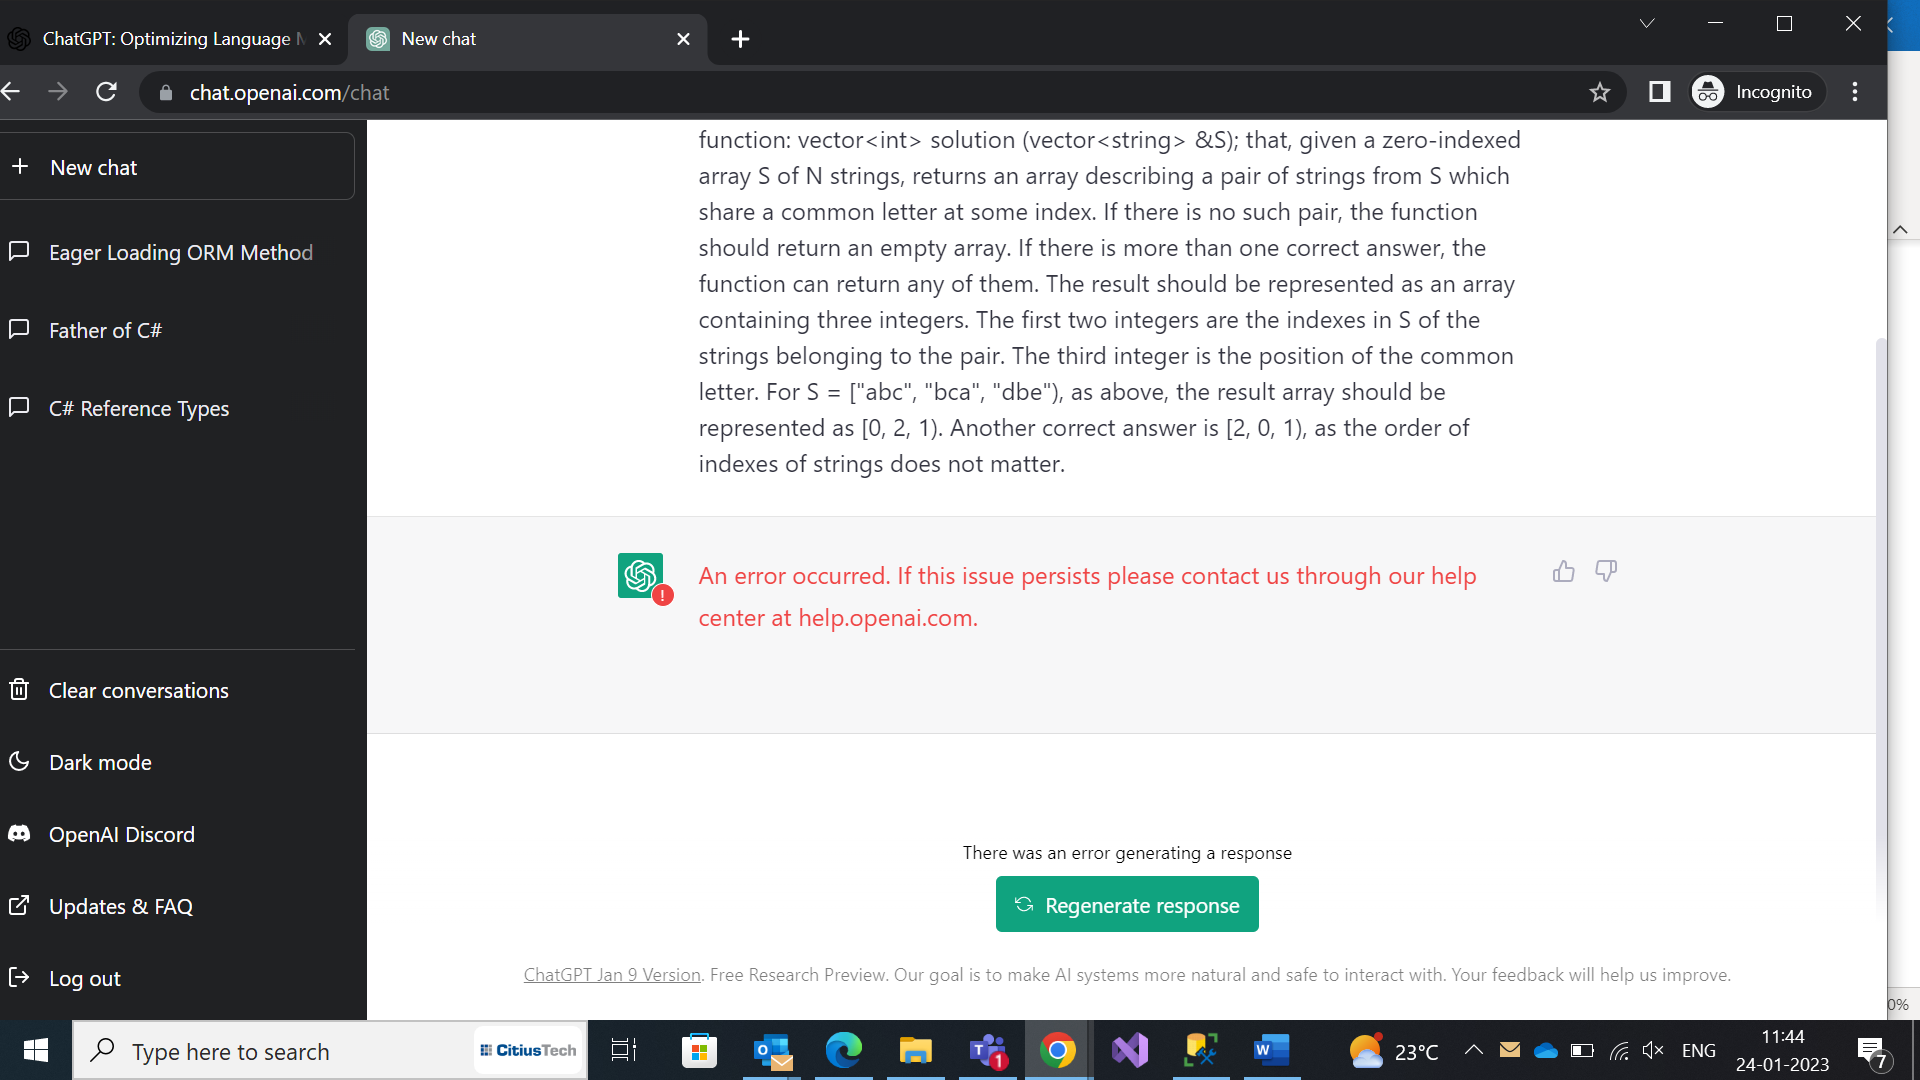 ChatGPT: Optimizing Language M
New chat
chat.openai.com/chat
Incognito
New chat
Eager Loading ORM Method
Father of C#
C# Reference Types
Clear conversations
Dark mode
OpenAI Discord
Updates & FAQ
Log out
function: vector<int> solution (vector<string> &S); that, given a zero-indexed
array S of N strings, returns an array describing a pair of strings from S which
share a common letter at some index. If there is no such pair, the function
should return an empty array. If there is more than one correct answer, the
function can return any of them. The result should be represented as an array
containing three integers. The first two integers are the indexes in S of the
strings belonging to the pair. The third integer is the position of the common
letter. For S = ["abc", "bca", "dbe"), as above, the result array should be
represented as [0, 2, 1). Another correct answer is [2, 0, 1), as the order of
indexes of strings does not matter.
An error occurred. If this issue persists please contact us through our help
center at help.openai.com.
There was an error generating a response
Regenerate response
ChatGPT Jan 9 Version. Free Research Preview. Our goal is to make AI systems more natural and safe to interact with. Your feedback will help us improve.
0%
Type here to search
CitiusTech
1
23°C
ENG
11:44
24-01-2023
7